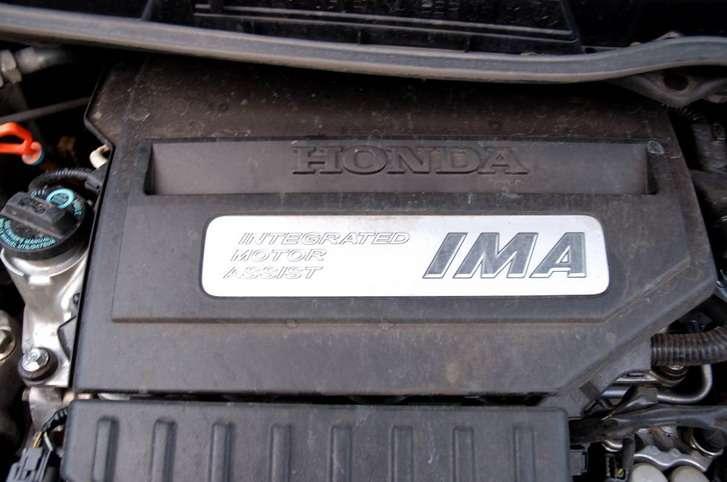 HONDA
INTEGRATED
MOTOR
ASSIST
IMA